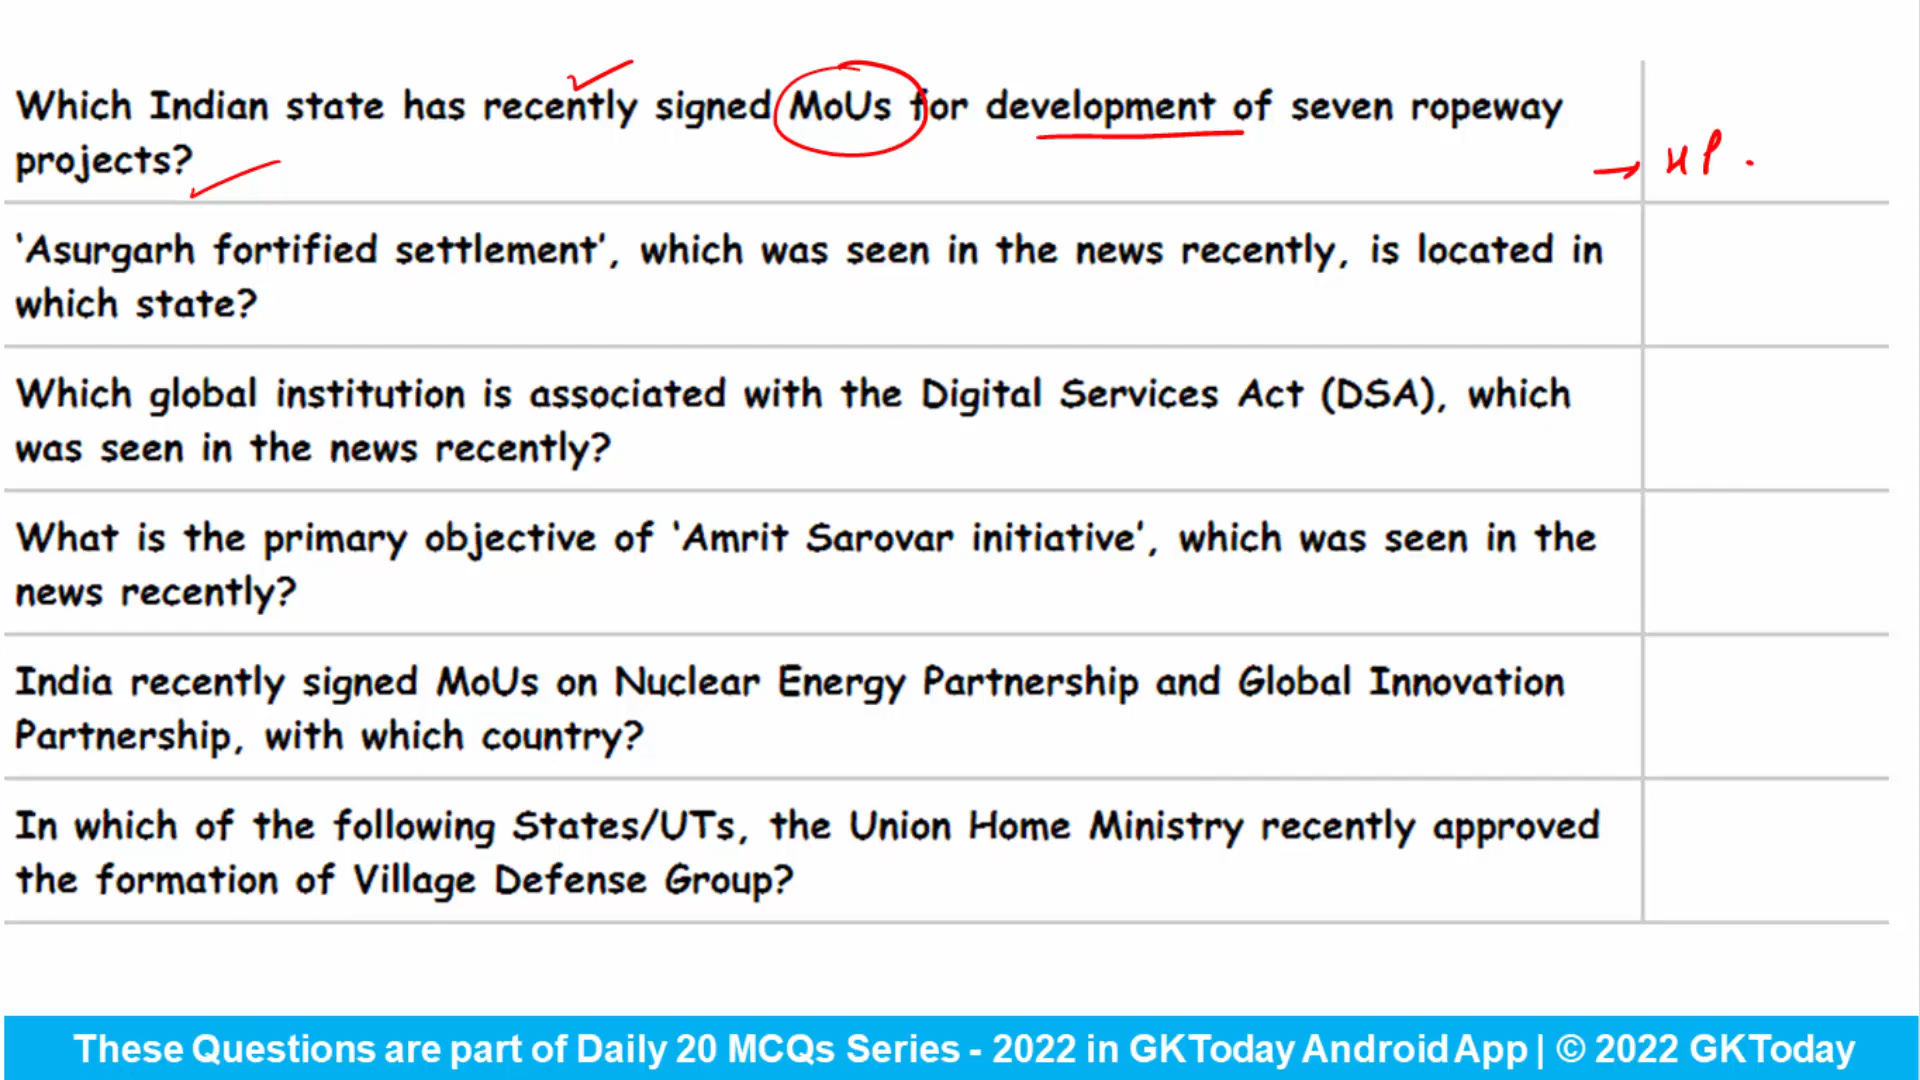 Which Indian state has recently signed MoUs for development of seven ropeway
projects?
→ HP.
'Asurgarh fortified settlement', which was seen in the news recently, is located in
which state?
Which global institution is associated with the Digital Services Act (DSA), which
was seen in the news recently?
What is the primary objective of 'Amrit Sarovar initiative', which was seen in the
news recently?
India recently signed MoUs on Nuclear Energy Partnership and Global Innovation
Partnership, with which country?
In which of the following States/UTs, the Union Home Ministry recently approved
the formation of Village Defense Group?
These Questions are part of Daily 20 MCQs Series - 2022 in GKToday Android App | © 2022 GKToday